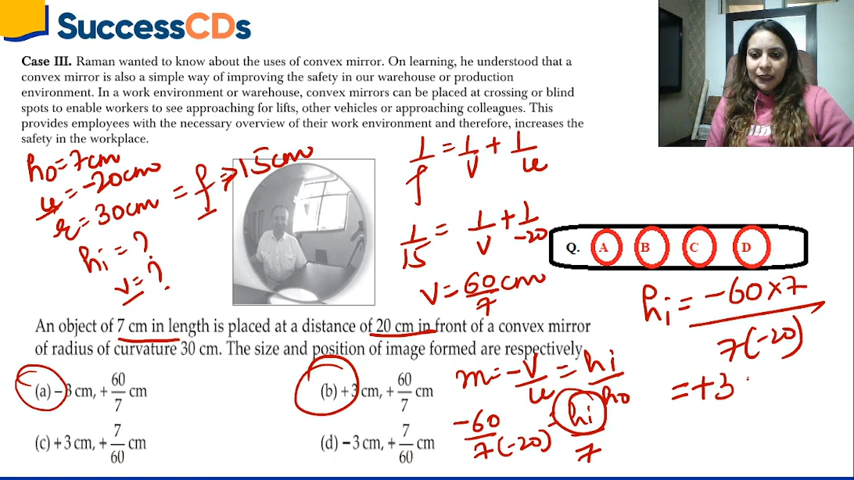 SuccessCDs
Case III. Raman wanted to know about the uses of convex mirror. On learning, he understood that a
convex mirror is also a simple way of improving the safety in our warehouse or production
environment. In a work environment or warehouse, convex mirrors can be placed at crossing or blind
spots to enable workers to see approaching for lifts, other vehicles or approaching colleagues. This
provides employees with the necessary overview of their work environment and therefore, increases the
safety in the workplace.
h₀=7cm
u=-20cm
r=30cm = f ⇒ 15cm
hi=?
v=?
1/f = 1/v + 1/u
1/15 = 1/v + 1/-20
v = 60/7 cm
Q. A B C D
hi = -60×7 / 7(-20)
= +3
An object of 7 cm in length is placed at a distance of 20 cm in front of a convex mirror
of radius of curvature 30 cm. The size and position of image formed are respectively
(a) -3 cm, + 60/7 cm
(b) +3 cm, + 60/7 cm
(c) +3 cm, + 7/60 cm
(d) -3 cm, + 7/60 cm
m = -v/u = hi/ho
-60 / 7(-20) = hi / 7